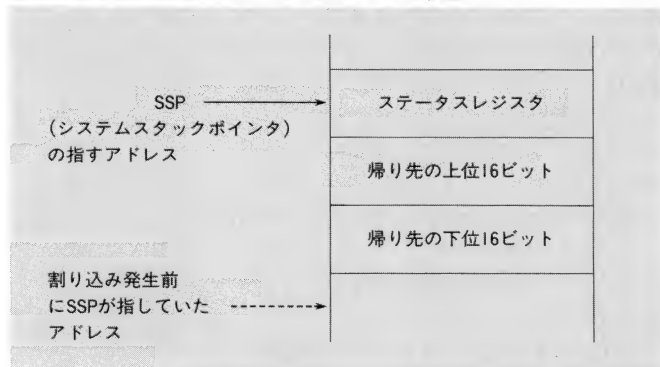 SSP
(システムスタックポインタ)
の指すアドレス
ステータスレジスタ
帰り先の上位16ビット
帰り先の下位16ビット
割り込み発生前
にSSPが指していた
アドレス